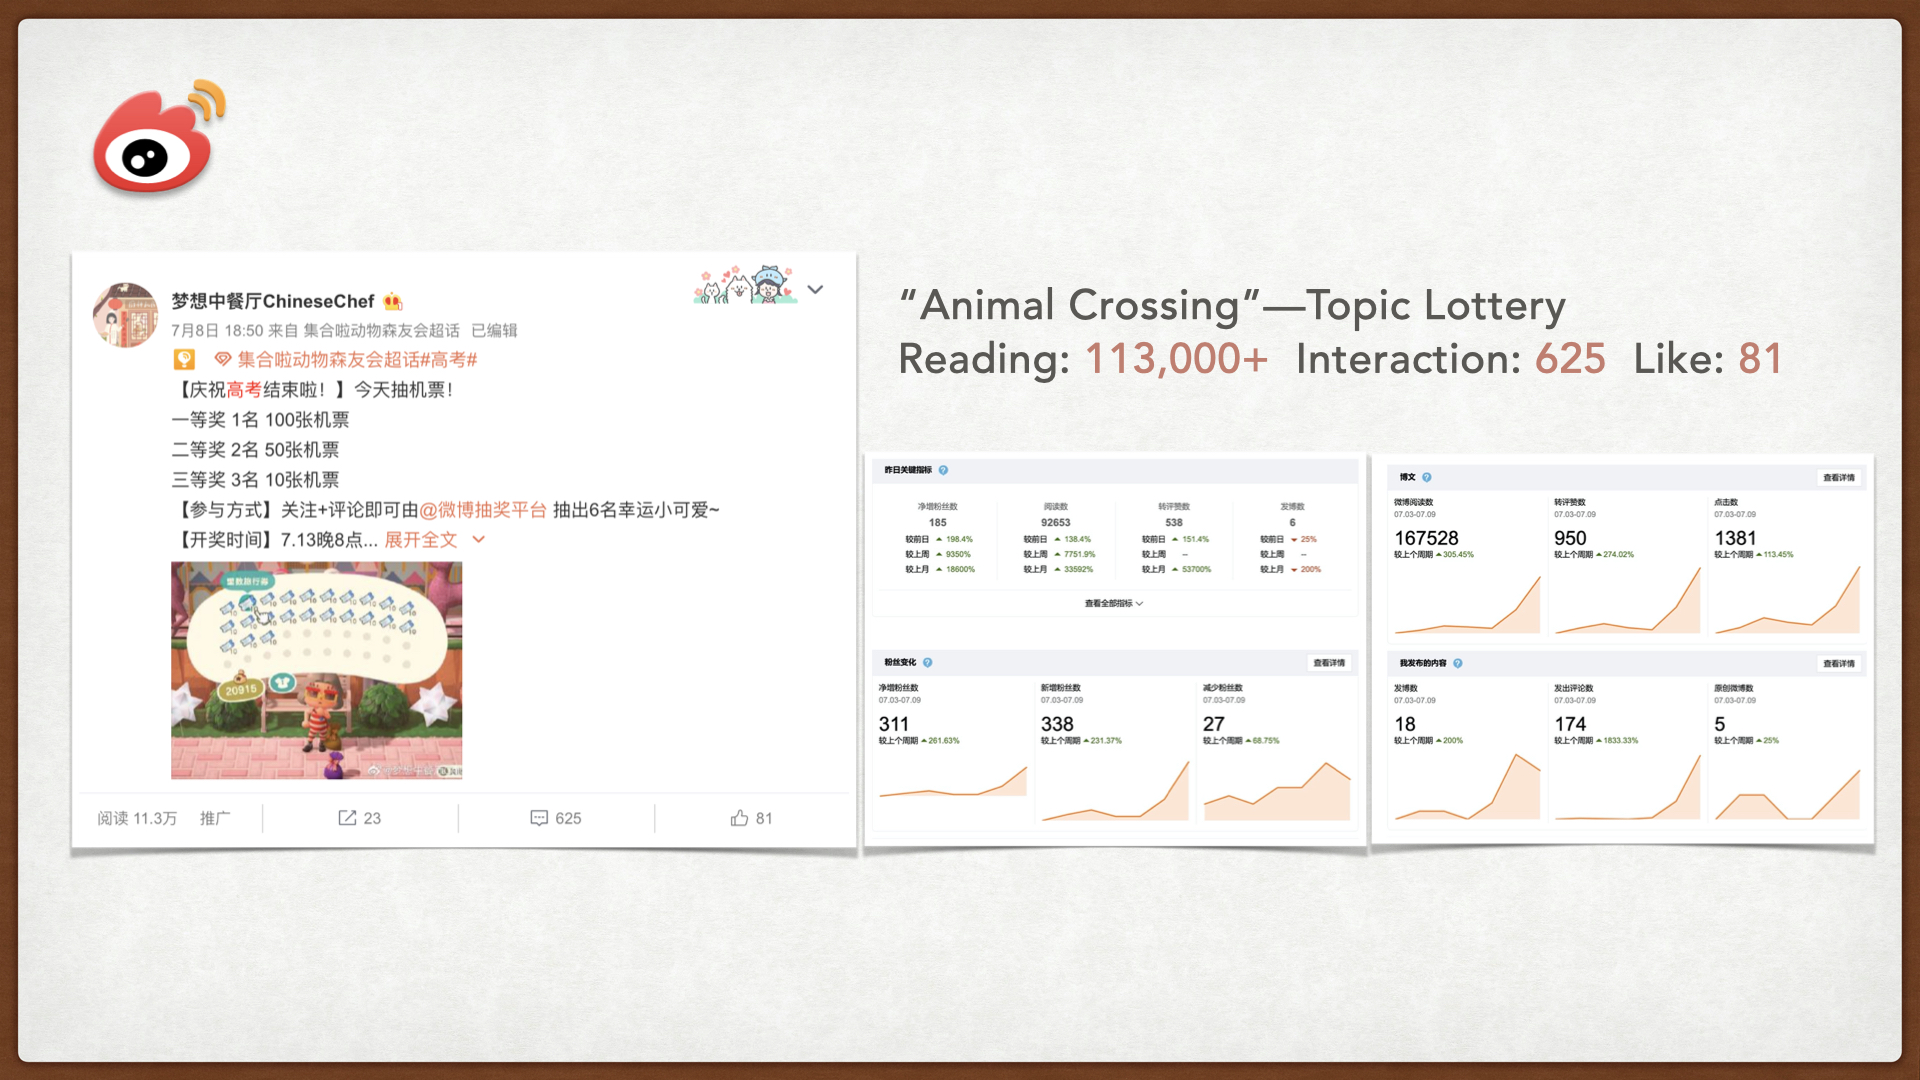 梦想中餐厅ChineseChef
7月8日 18:50 来自 集合啦动物森友会超话 已编辑
集合啦动物森友会超话#高考#
【庆祝高考结束啦！】今天抽机票！
一等奖 1名 100张机票
二等奖 2名 50张机票
三等奖 3名 10张机票
【参与方式】关注+评论即可由@微博抽奖平台 抽出6名幸运小可爱~
【开奖时间】7.13晚8点... 展开全文
20915
阅读 11.3万 推广 23 625 81
“Animal Crossing”—Topic Lottery
Reading: 113,000+ Interaction: 625 Like: 81
昨日关键指标
净增粉丝数 阅读数 转评赞数 发博数
185 92653 538 6
较前日 198.4% 较前日 138.4% 较前日 151.4% 较前日 25%
较上周 9350% 较上周 7751.9% 较上周 -- 较上周 --
较上月 18600% 较上月 33592% 较上月 53700% 较上月 200%
查看全部指标
粉丝变化 查看详情
净增粉丝数 新增粉丝数 减少粉丝数
07.03-07.09 07.03-07.09 07.03-07.09
311 338 27
较上个周期 261.63% 较上个周期 231.37% 较上个周期 68.75%
博文 查看详情
微博阅读数 转评赞数 点击数
07.03-07.09 07.03-07.09 07.03-07.09
167528 950 1381
较上个周期 305.45% 较上个周期 274.02% 较上个周期 113.45%
我发布的内容 查看详情
发博数 发出评论数 原创微博数
07.03-07.09 07.03-07.09 07.03-07.09
18 174 5
较上个周期 200% 较上个周期 1833.33% 较上个周期 25%